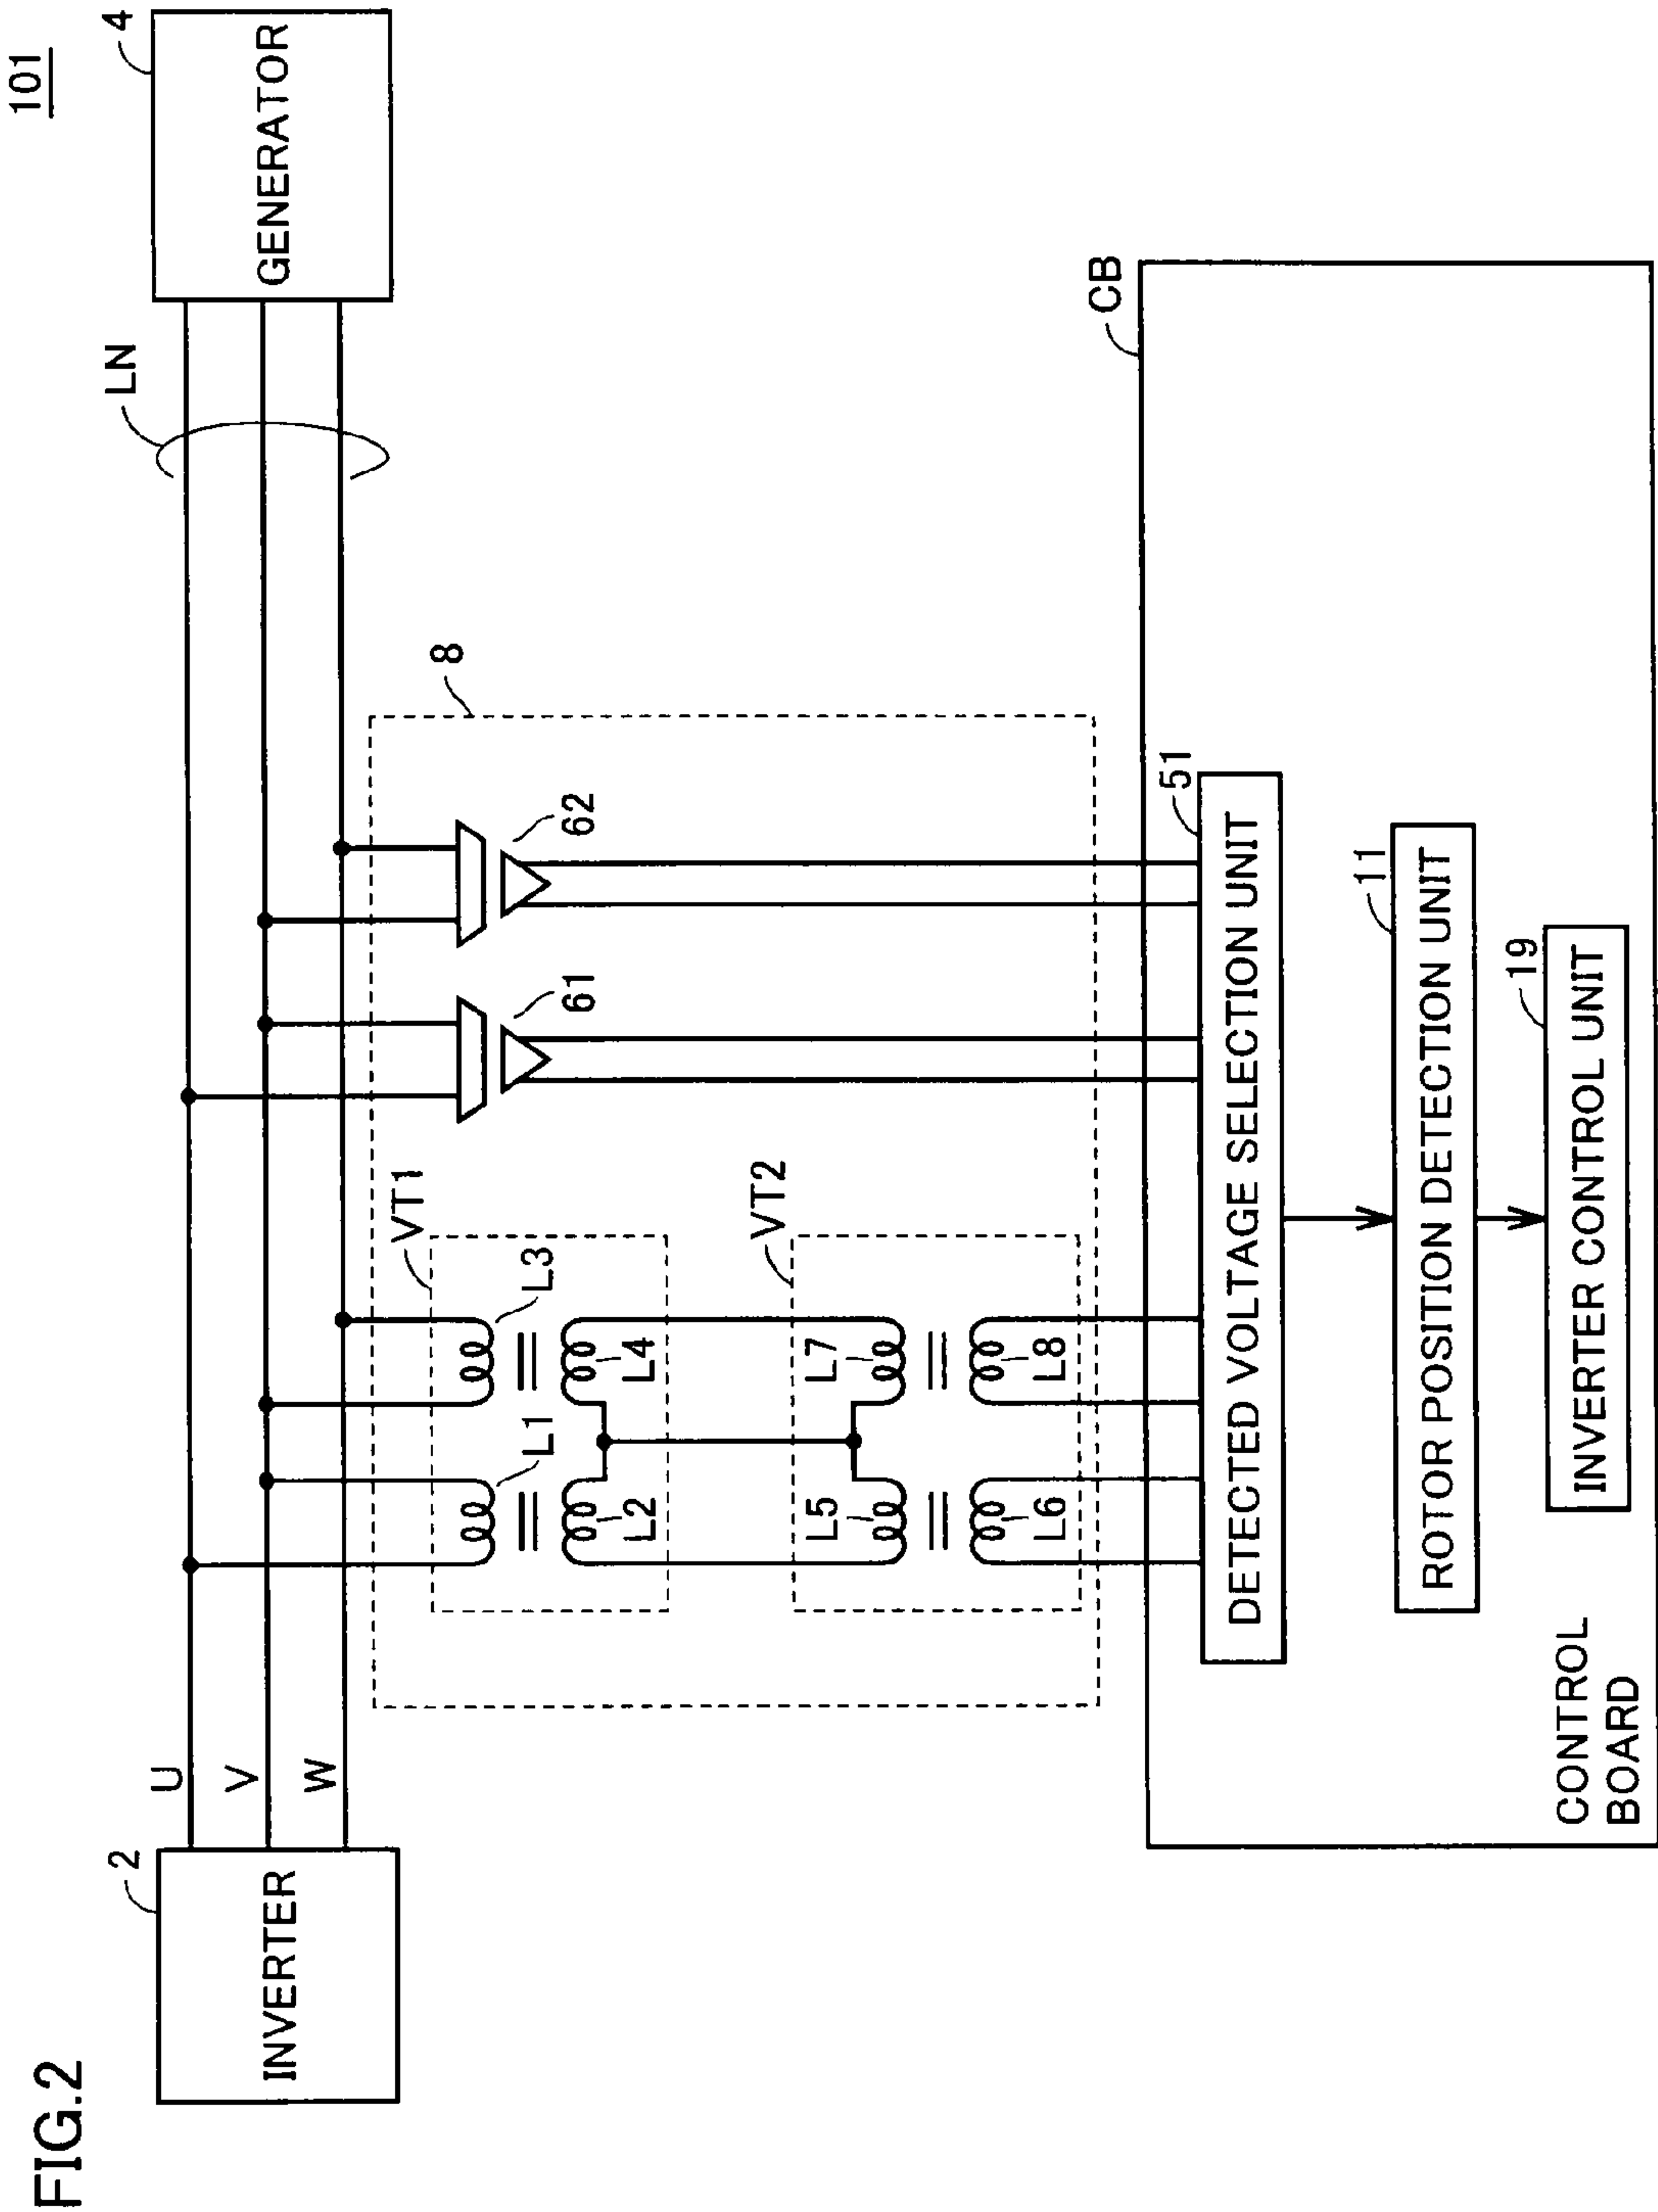 FIG.2
101
INVERTER
2
U
V
W
LN
GENERATOR
4
8
VT1
L1
L3
L2
L4
VT2
L5
L7
L6
L8
61
62
CB
DETECTED VOLTAGE SELECTION UNIT
51
ROTOR POSITION DETECTION UNIT
11
INVERTER CONTROL UNIT
19
CONTROL
BOARD